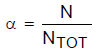 α = N / N_TOT